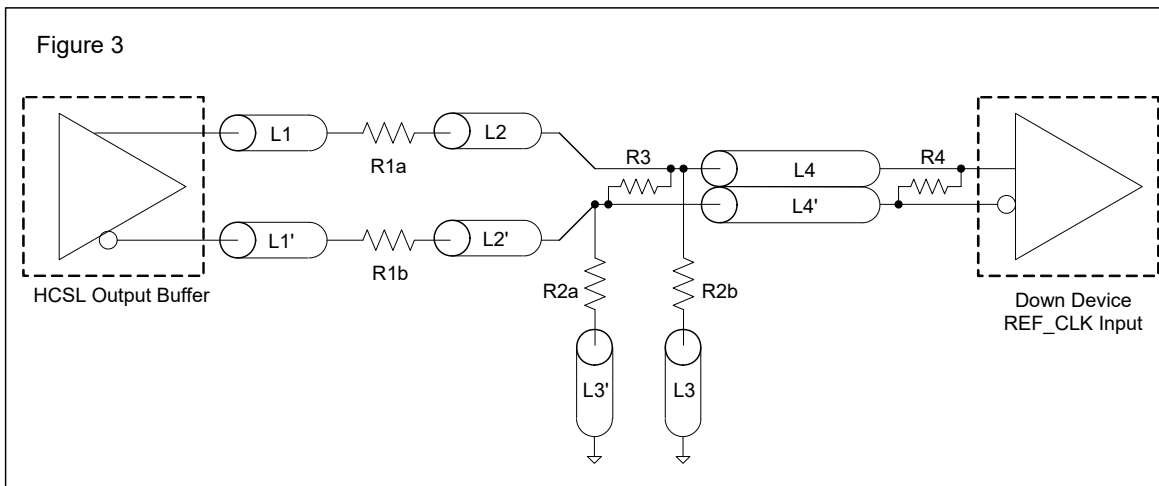 Figure 3
L1
R1a
L2
R3
L4
R4
L1'
R1b
L2'
L4'
HCSL Output Buffer
R2a
R2b
Down Device
REF_CLK Input
L3'
L3